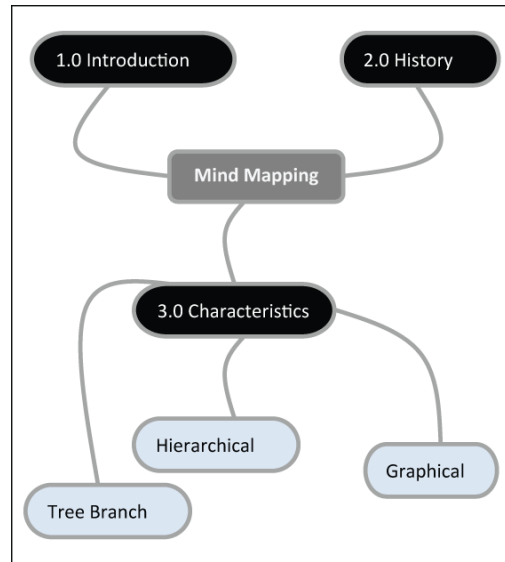 1.0 Introduction
2.0 History
Mind Mapping
3.0 Characteristics
Hierarchical
Graphical
Tree Branch